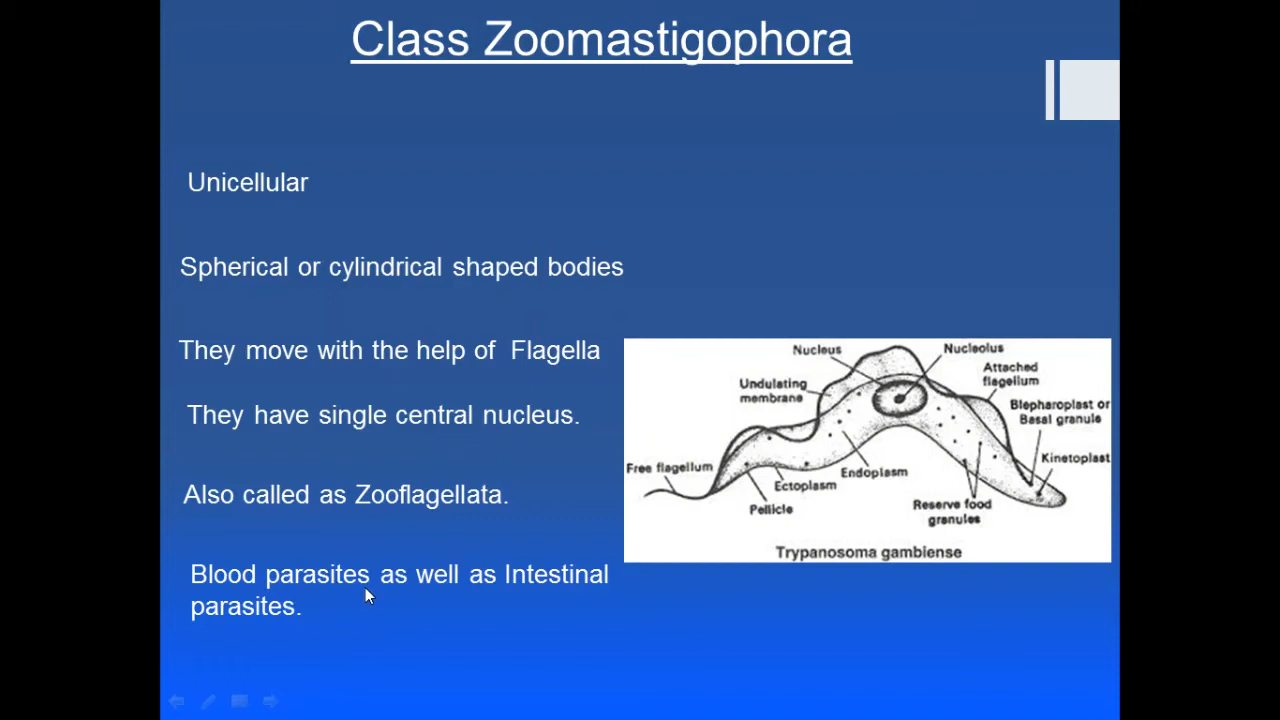 Class Zoomastigophora
Unicellular
Spherical or cylindrical shaped bodies
They move with the help of Flagella
They have single central nucleus.
Also called as Zooflagellata.
Blood parasites as well as Intestinal
parasites.
Nucleus
Nucleolus
Undulating
membrane
Attached
flagellum
Blepharoplast or
Basal granule
Kinetoplast
Free flagellum
Endoplasm
Ectoplasm
Pellicle
Reserve food
granules
Trypanosoma gambiense